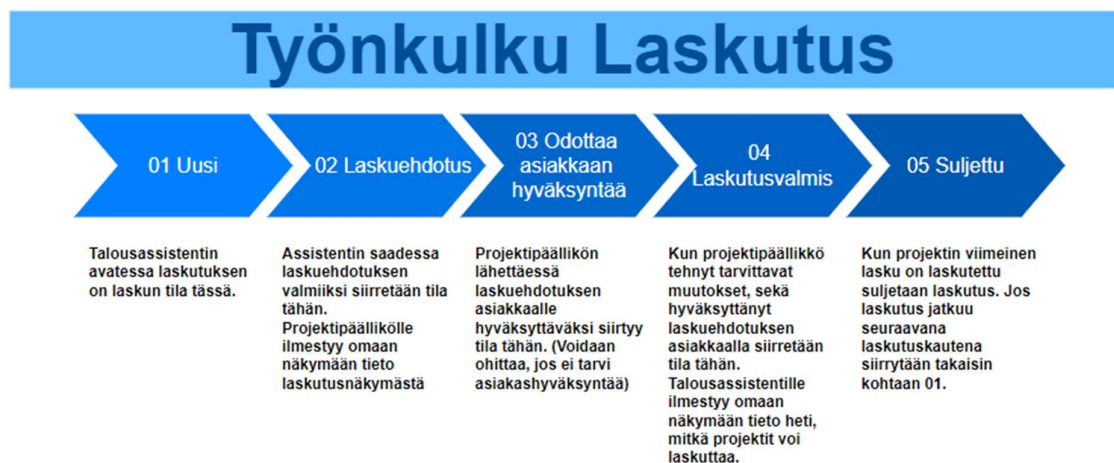 Työnkulku Laskutus
01 Uusi
02 Laskuehdotus
03 Odottaa
asiakkaan
hyväksyntää
04
Laskutusvalmis
05 Suljettu
Talousassistentin
avatessa laskutuksen
on laskun tila tässä.
Assistentin saadessa
laskuehdotuksen
valmiiksi siirretään tila
tähän.
Projektipäällikölle
ilmestyy omaan
näkymään tieto
laskutusnäkymästä
Projektipäällikön
lähettäessä
laskuehdotuksen
asiakkaalle
hyväksyttäväksi siirtyy
tila tähän. (Voidaan
ohittaa, jos ei tarvi
asiakashyväksyntää)
Kun projektipäällikkö
tehnyt tarvittavat
muutokset, sekä
hyväksyttänyt
laskuehdotuksen
asiakkaalla siirretään
tila tähän.
Talousassistentille
ilmestyy omaan
näkymään tieto heti,
mitkä projektit voi
laskuttaa.
Kun projektin viimeinen
lasku on laskutettu
suljetaan laskutus. Jos
laskutus jatkuu
seuraavana
laskutuskautena
siirrytään takaisin
kohtaan 01.